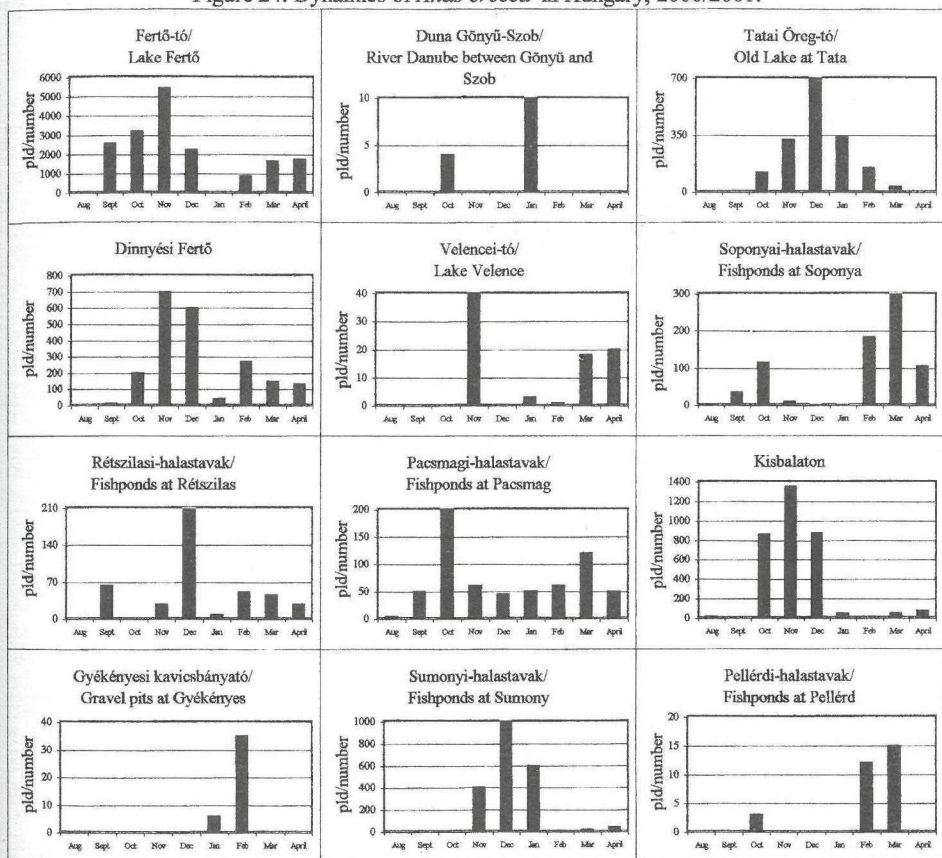 Figure 24. Dynamics of Anas crecca in Hungary, 2000/2001.
Fertő-tó/
Lake Fertő
pld/number
6000
5000
4000
3000
2000
1000
0
Aug Sept Oct Nov Dec Jan Feb Mar April
Duna Gönyű-Szob/
River Danube between Gönyü and
Szob
pld/number
10
5
0
Aug Sept Oct Nov Dec Jan Feb Mar April
Tatai Öreg-tó/
Old Lake at Tata
pld/number
700
350
0
Aug Sept Oct Nov Dec Jan Feb Mar April
Dinnyési Fertő
pld/number
800
700
600
500
400
300
200
100
0
Aug Sept Oct Nov Dec Jan Feb Mar April
Velencei-tó/
Lake Velence
pld/number
40
30
20
10
0
Aug Sept Oct Nov Dec Jan Feb Mar April
Soponyai-halastavak/
Fishponds at Soponya
pld/number
300
200
100
0
Aug Sept Oct Nov Dec Jan Feb Mar April
Rétszilasi-halastavak/
Fishponds at Rétszilas
pld/number
210
140
70
0
Aug Sept Oct Nov Dec Jan Feb Mar April
Pacsmagi-halastavak/
Fishponds at Pacsmag
pld/number
200
150
100
50
0
Aug Sept Oct Nov Dec Jan Feb Mar April
Kisbalaton
pld/number
1400
1200
1000
800
600
400
200
0
Aug Sept Oct Nov Dec Jan Feb Mar April
Gyékényesi kavicsbányató/
Gravel pits at Gyékényes
pld/number
40
30
20
10
0
Aug Sept Oct Nov Dec Jan Feb Mar April
Sumonyi-halastavak/
Fishponds at Sumony
pld/number
1000
800
600
400
200
0
Aug Sept Oct Nov Dec Jan Feb Mar April
Pellérdi-halastavak/
Fishponds at Pellérd
pld/number
20
15
10
5
0
Aug Sept Oct Nov Dec Jan Feb Mar April